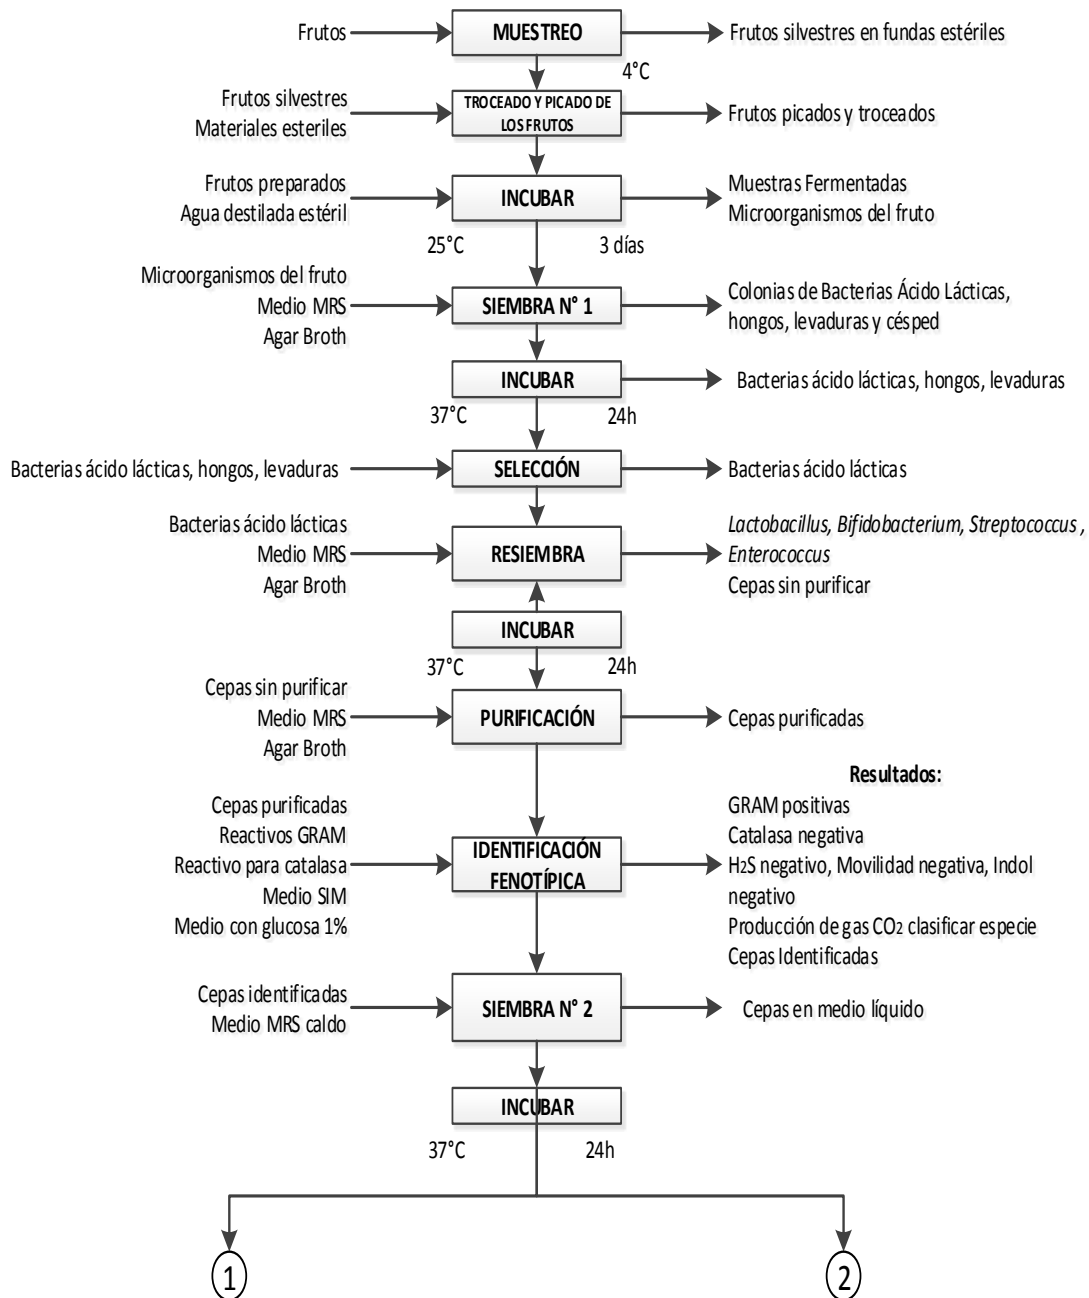 Frutos
MUESTREO
Frutos silvestres en fundas estériles
4°C
Frutos silvestres
Materiales esteriles
TROCEADO Y PICADO DE
LOS FRUTOS
Frutos picados y troceados
Frutos preparados
Agua destilada estéril
INCUBAR
Muestras Fermentadas
Microorganismos del fruto
25°C
3 días
Microorganismos del fruto
Medio MRS
Agar Broth
SIEMBRA N° 1
Colonias de Bacterias Ácido Lácticas,
hongos, levaduras y césped
INCUBAR
Bacterias ácido lácticas, hongos, levaduras
37°C
24h
Bacterias ácido lácticas, hongos, levaduras
SELECCIÓN
Bacterias ácido lácticas
Bacterias ácido lácticas
Medio MRS
Agar Broth
RESIEMBRA
Lactobacillus, Bifidobacterium, Streptococcus ,
Enterococcus
Cepas sin purificar
INCUBAR
37°C
24h
Cepas sin purificar
Medio MRS
Agar Broth
PURIFICACIÓN
Cepas purificadas
Cepas purificadas
Reactivos GRAM
Reactivo para catalasa
Medio SIM
Medio con glucosa 1%
IDENTIFICACIÓN
FENOTÍPICA
Resultados:
GRAM positivas
Catalasa negativa
H2S negativo, Movilidad negativa, Indol
negativo
Producción de gas CO2 clasificar especie
Cepas Identificadas
Cepas identificadas
Medio MRS caldo
SIEMBRA N° 2
Cepas en medio líquido
INCUBAR
37°C
24h
1
2